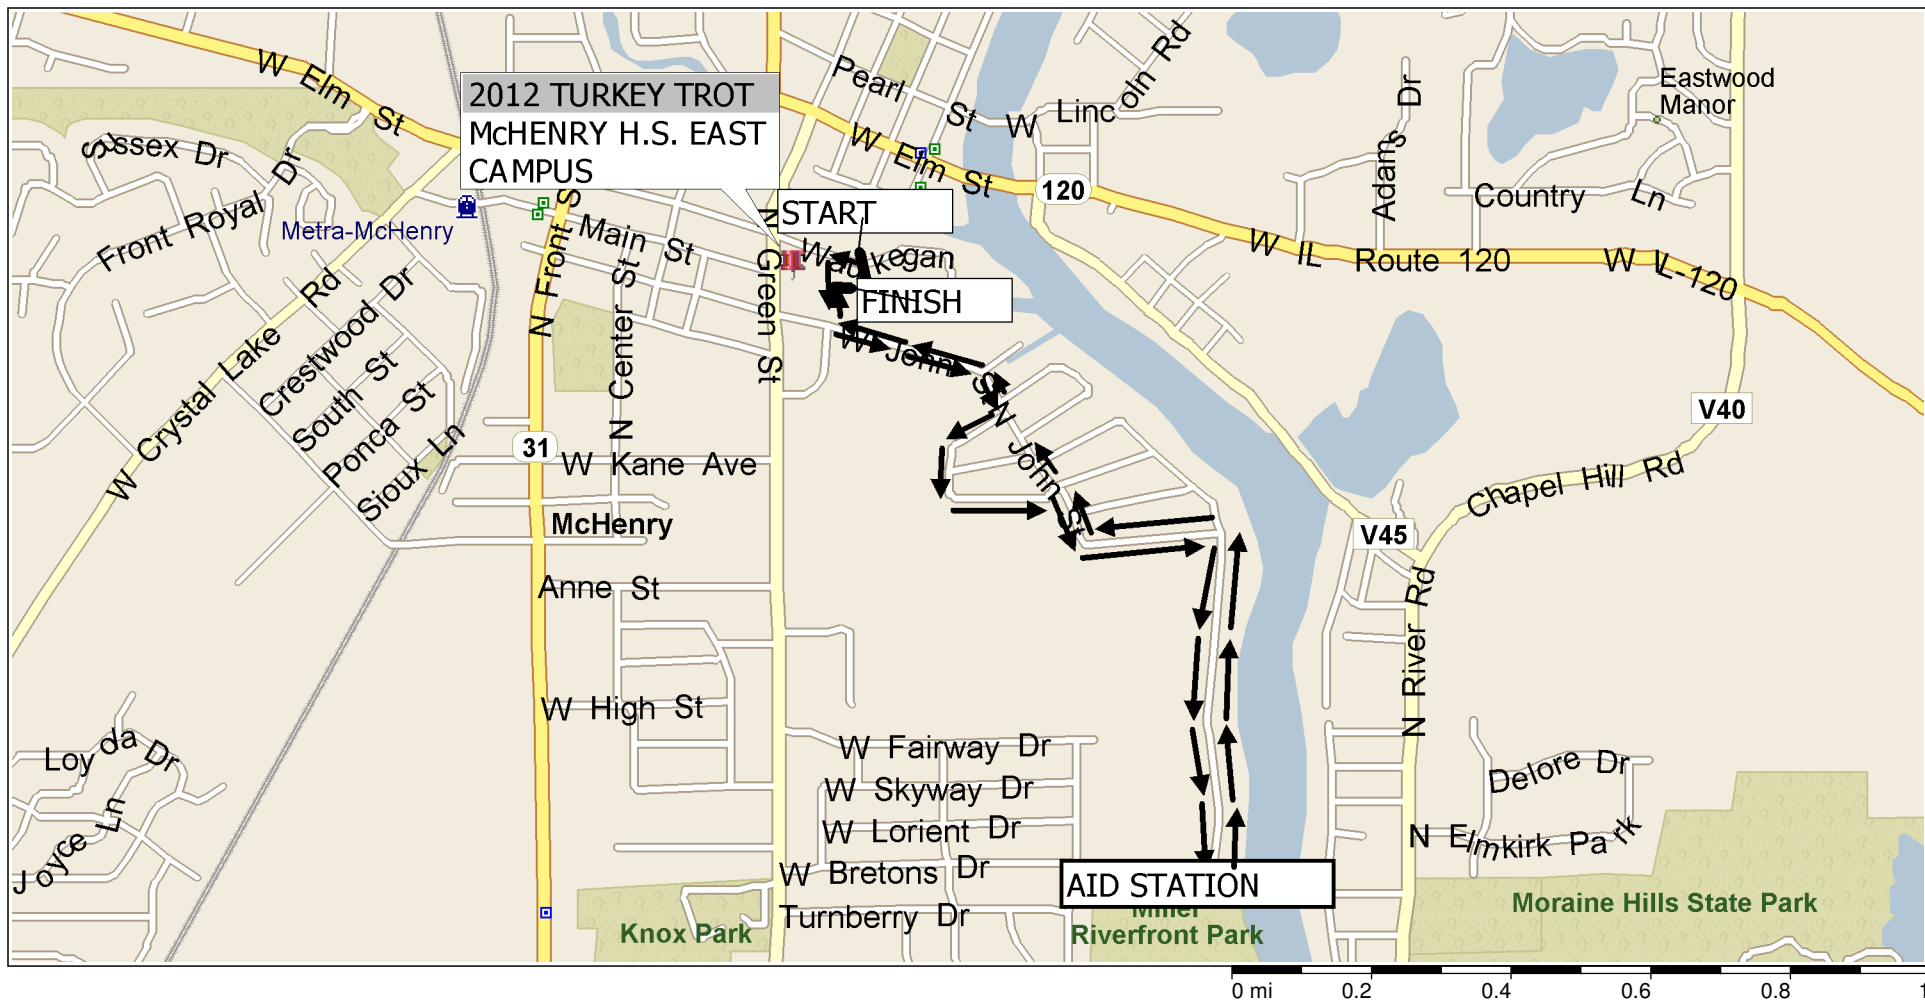 W Elm St
2012 TURKEY TROT
McHENRY H.S. EAST
CAMPUS
Pearl St
W Lincoln Rd
Eastwood
Manor
Sussex Dr
Front Royal Dr
Metra-McHenry
W Elm St
120
Adams Dr
Country Ln
START
Main St
N Front S
N Green St
Waukegan
FINISH
W IL Route 120
W IL-120
W Crystal Lake Rd
Crestwood Dr
South St
Ponca St
Sioux Ln
N Center St
W John St
N John St
V40
31
W Kane Ave
Chapel Hill Rd
McHenry
V45
Anne St
N River Rd
W High St
Loyoda Dr
Joyce Ln
W Fairway Dr
W Skyway Dr
W Lorient Dr
W Bretons Dr
Turnberry Dr
Delore Dr
N Elmkirk Park
AID STATION
Miller
Riverfront Park
Knox Park
Moraine Hills State Park
0 mi 0.2 0.4 0.6 0.8 1